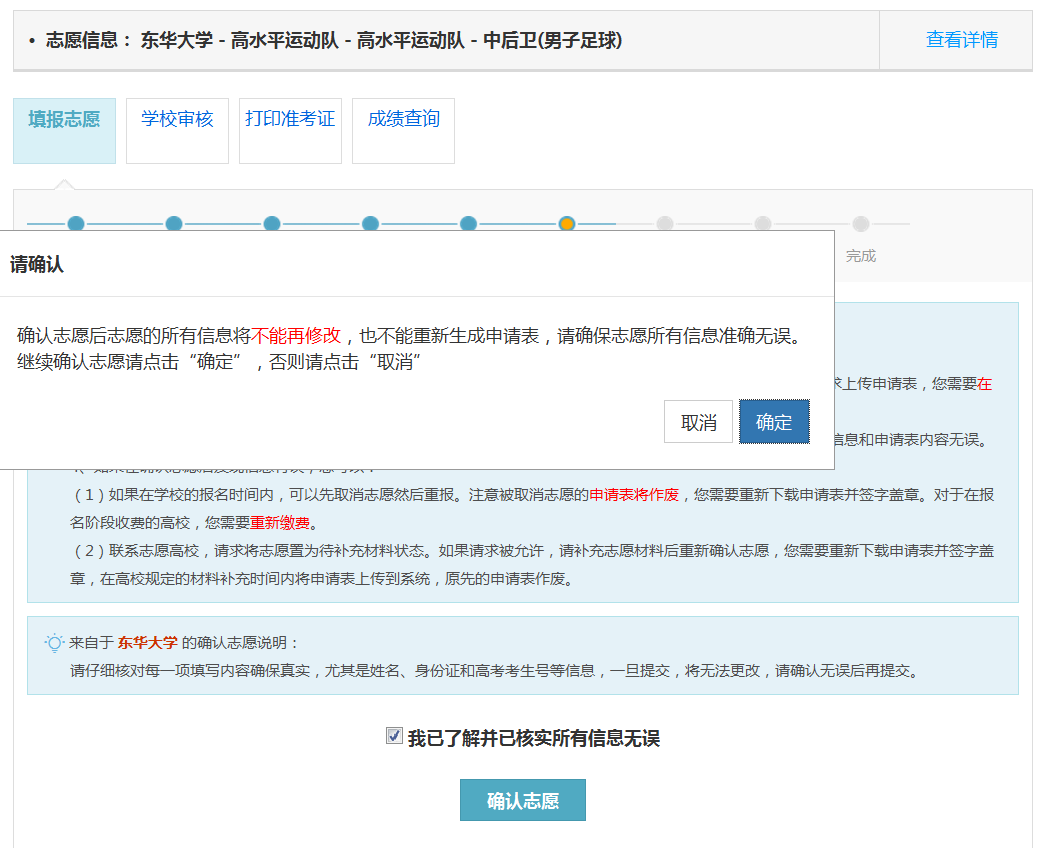 • 志愿信息： 东华大学 - 高水平运动队 - 高水平运动队 - 中后卫(男子足球)
查看详情
填报志愿
学校审核
打印准考证
成绩查询
完成
请确认
确认志愿后志愿的所有信息将不能再修改，也不能重新生成申请表，请确保志愿所有信息准确无误。
继续确认志愿请点击“确定”，否则请点击“取消”
取消
确定
求上传申请表，您需要在
信息和申请表内容无误。
（1）如果在学校的报名时间内，可以先取消志愿然后重报。注意被取消志愿的申请表将作废，您需要重新下载申请表并签字盖章。对于在报
名阶段收费的高校，您需要重新缴费。
（2）联系志愿高校，请求将志愿置为待补充材料状态。如果请求被允许，请补充志愿材料后重新确认志愿，您需要重新下载申请表并签字盖
章，在高校规定的材料补充时间内将申请表上传到系统，原先的申请表作废。
来自于 东华大学 的确认志愿说明：
请仔细核对每一项填写内容确保真实，尤其是姓名、身份证和高考考生号等信息，一旦提交，将无法更改，请确认无误后再提交。
我已了解并已核实所有信息无误
确认志愿